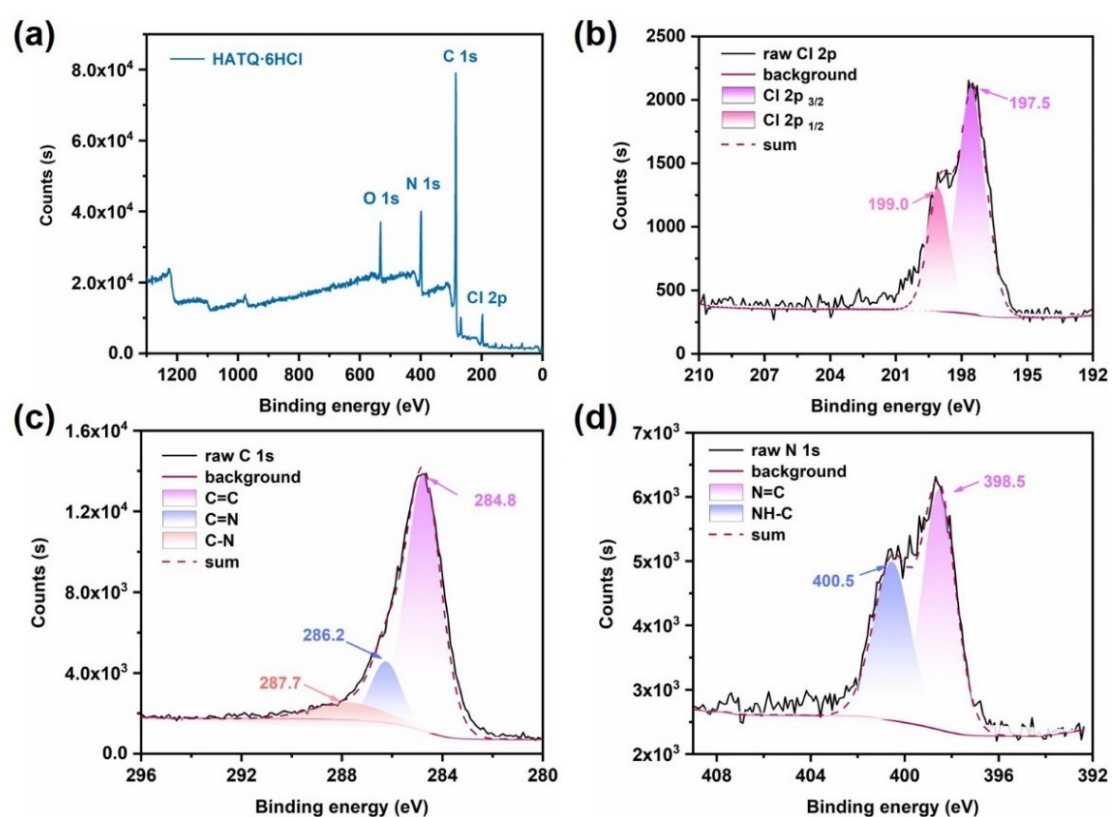 (a)
HATQ·6HCl
C 1s
N 1s
O 1s
Cl 2p
8.0x10⁴
6.0x10⁴
4.0x10⁴
2.0x10⁴
0.0
Counts (s)
1200 1000 800 600 400 200 0
Binding energy (eV)
(b)
raw Cl 2p
background
Cl 2p 3/2
Cl 2p 1/2
sum
197.5
199.0
2500
2000
1500
1000
500
0
Counts (s)
210 207 204 201 198 195 192
Binding energy (eV)
(c)
raw C 1s
background
C=C
C=N
C-N
sum
284.8
286.2
287.7
1.6x10⁴
1.2x10⁴
8.0x10³
4.0x10³
0.0
Counts (s)
296 292 288 284 280
Binding energy (eV)
(d)
raw N 1s
background
N=C
NH-C
sum
398.5
400.5
7x10³
6x10³
5x10³
4x10³
3x10³
2x10³
Counts (s)
408 404 400 396 392
Binding energy (eV)